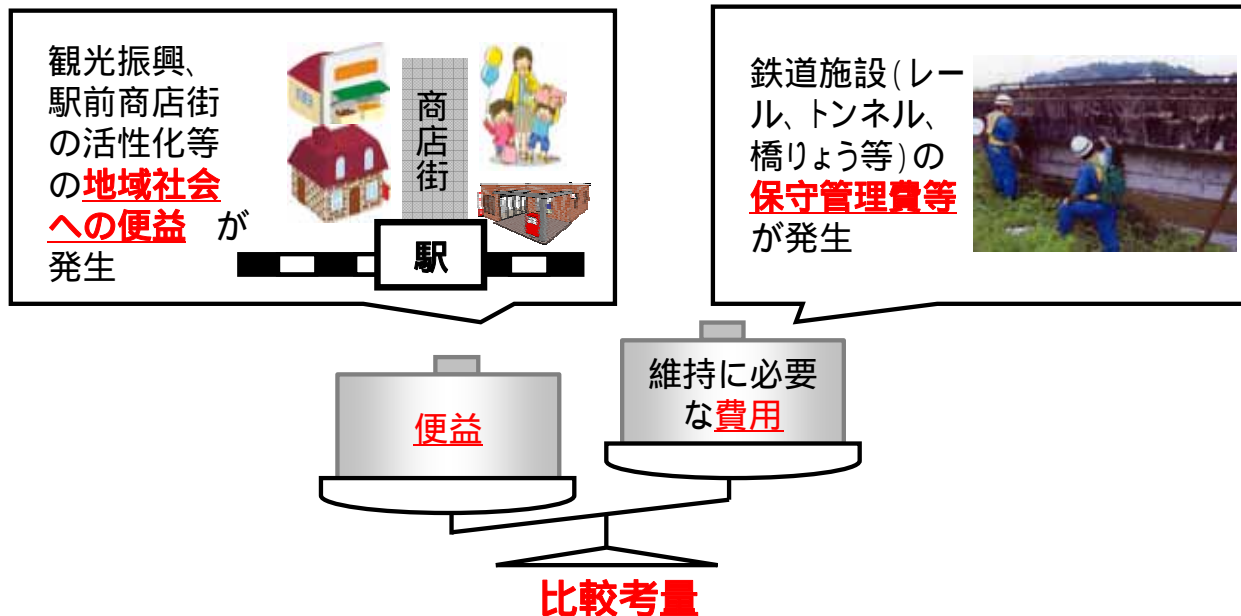 観光振興、
駅前商店街
の活性化等
の地域社会
への便益　が
発生
商店街
駅
鉄道施設(レー
ル、トンネル、
橋りょう等)の
保守管理費等
が発生
便益
維持に必要
な費用
比較考量